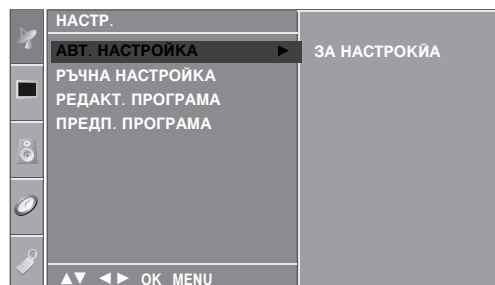 НАСТР.
АВТ. НАСТРОЙКА ►
ЗА НАСТРОКЙА
РЪЧНА НАСТРОЙКА
РЕДАКТ. ПРОГРАМА
ПРЕДП. ПРОГРАМА
▲▼ ◄► OK MENU